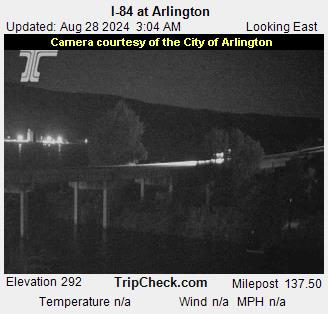 I-84 at Arlington
Updated: Aug 28 2024 3:04 AM Looking East
Camera courtesy of the City of Arlington
Elevation 292 TripCheck.com Milepost 137.50
Temperature n/a Wind n/a MPH n/a